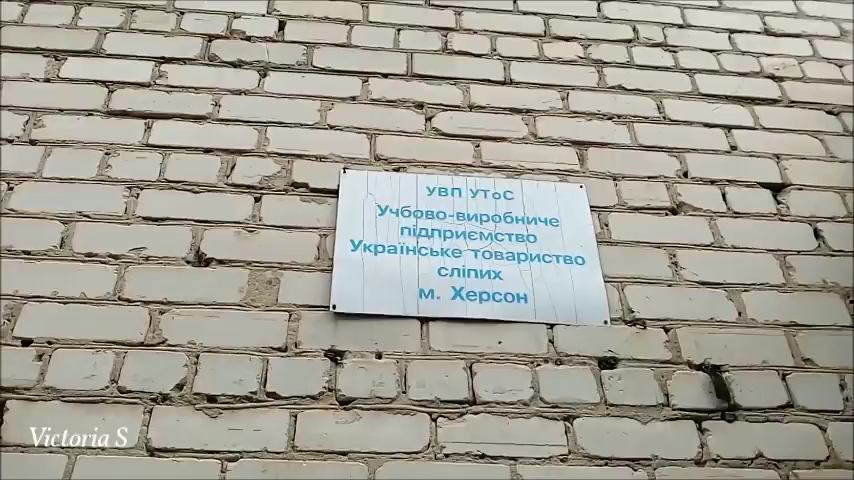 УВП УТоС
Учбово-виробниче
підприємство
Українське товариство
сліпих
м. Херсон
Victoria S